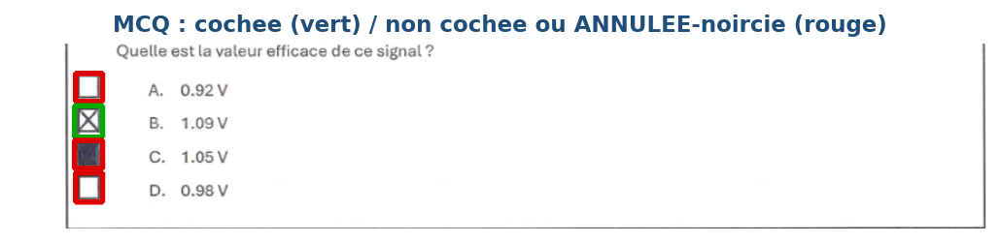 MCQ : cochee (vert) / non cochee ou ANNULEE-noircie (rouge)
Quelle est la valeur efficace de ce signal ?
A. 0.92 V
B. 1.09 V
C. 1.05 V
D. 0.98 V